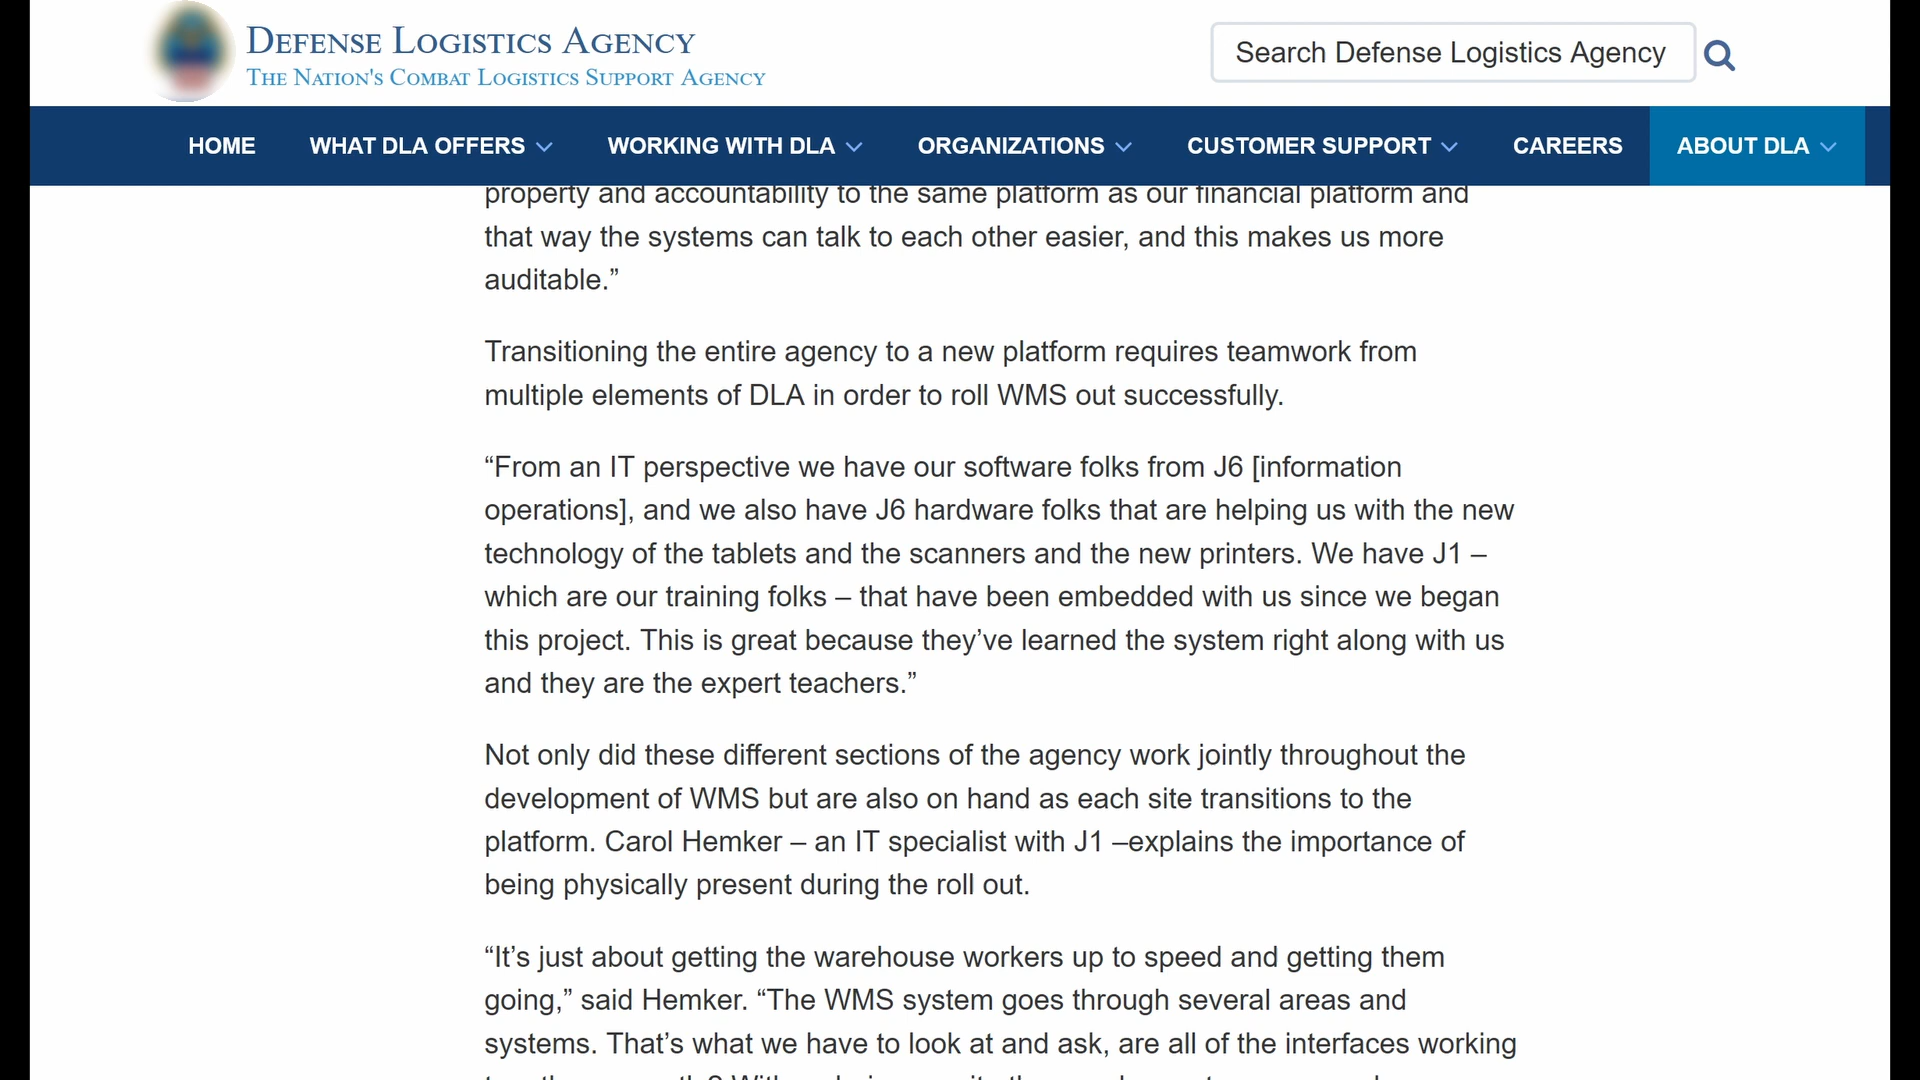 Defense Logistics Agency
The Nation's Combat Logistics Support Agency
Search Defense Logistics Agency
HOME WHAT DLA OFFERS WORKING WITH DLA ORGANIZATIONS CUSTOMER SUPPORT CAREERS ABOUT DLA
property and accountability to the same platform as our financial platform and
that way the systems can talk to each other easier, and this makes us more
auditable.”
Transitioning the entire agency to a new platform requires teamwork from
multiple elements of DLA in order to roll WMS out successfully.
“From an IT perspective we have our software folks from J6 [information
operations], and we also have J6 hardware folks that are helping us with the new
technology of the tablets and the scanners and the new printers. We have J1 –
which are our training folks – that have been embedded with us since we began
this project. This is great because they’ve learned the system right along with us
and they are the expert teachers.”
Not only did these different sections of the agency work jointly throughout the
development of WMS but are also on hand as each site transitions to the
platform. Carol Hemker – an IT specialist with J1 –explains the importance of
being physically present during the roll out.
“It’s just about getting the warehouse workers up to speed and getting them
going,” said Hemker. “The WMS system goes through several areas and
systems. That’s what we have to look at and ask, are all of the interfaces working